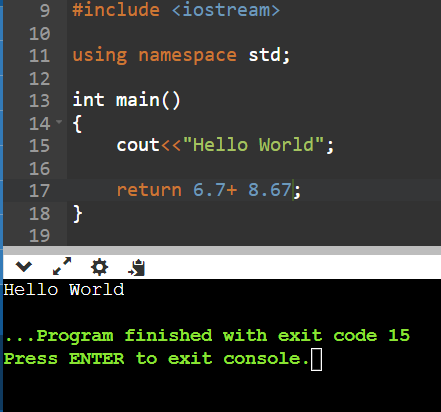 9 #include <iostream>
10
11 using namespace std;
12
13 int main()
14 {
15 cout<<"Hello World";
16
17 return 6.7+ 8.67;
18 }
19
Hello World
...Program finished with exit code 15
Press ENTER to exit console.